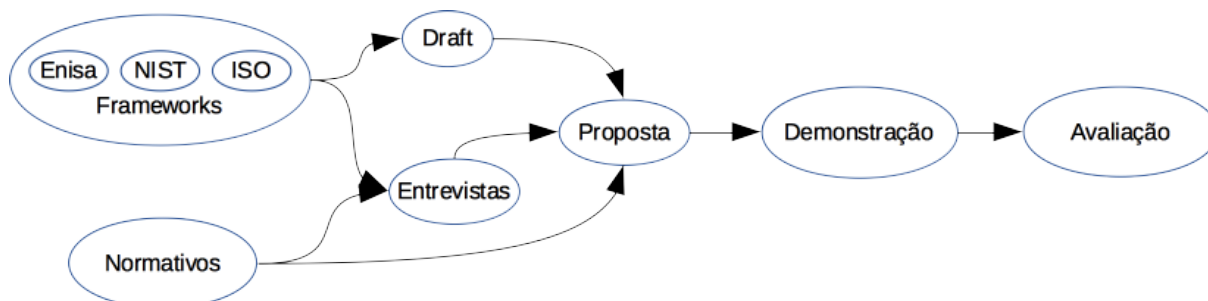 Enisa
NIST
ISO
Frameworks
Draft
Entrevistas
Normativos
Proposta
Demonstração
Avaliação